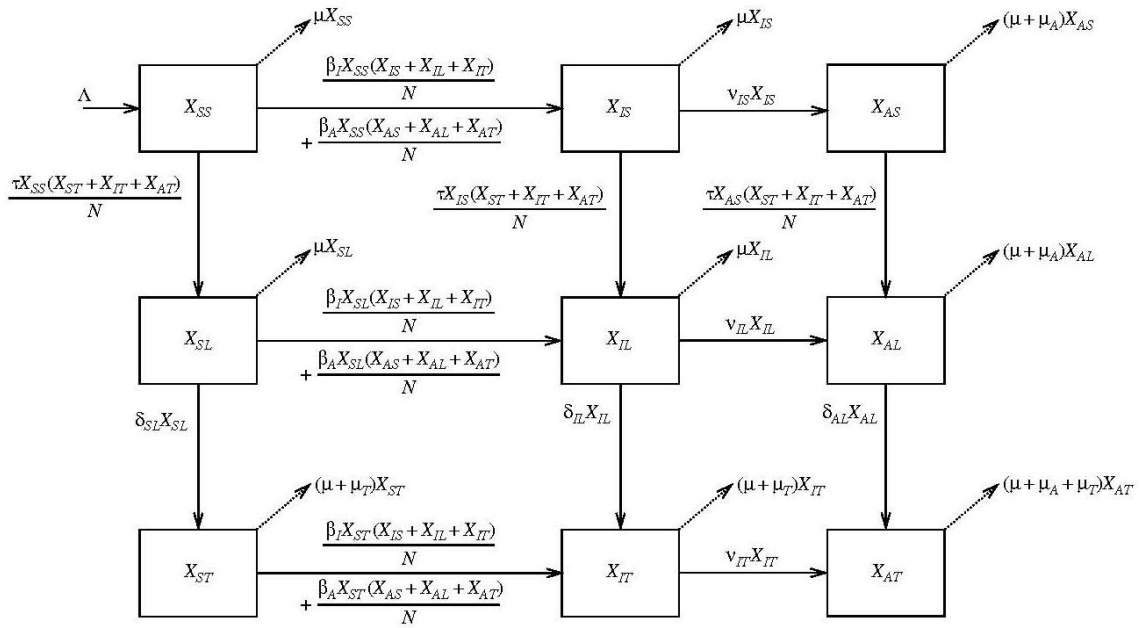 μX_SS μX_IS (μ + μ_A)X_AS
Λ X_SS β_I X_SS(X_IS + X_IL + X_IT) / N X_IS ν_IS X_IS X_AS
+ β_A X_SS(X_AS + X_AL + X_AT) / N
τX_SS(X_ST + X_IT + X_AT) / N τX_IS(X_ST + X_IT + X_AT) / N τX_AS(X_ST + X_IT + X_AT) / N
μX_SL μX_IL (μ + μ_A)X_AL
X_SL β_I X_SL(X_IS + X_IL + X_IT) / N X_IL ν_IL X_IL X_AL
+ β_A X_SL(X_AS + X_AL + X_AT) / N
δ_SL X_SL δ_IL X_IL δ_AL X_AL
(μ + μ_T)X_ST (μ + μ_T)X_IT (μ + μ_A + μ_T)X_AT
X_ST β_I X_ST(X_IS + X_IL + X_IT) / N X_IT ν_IT X_IT X_AT
+ β_A X_ST(X_AS + X_AL + X_AT) / N